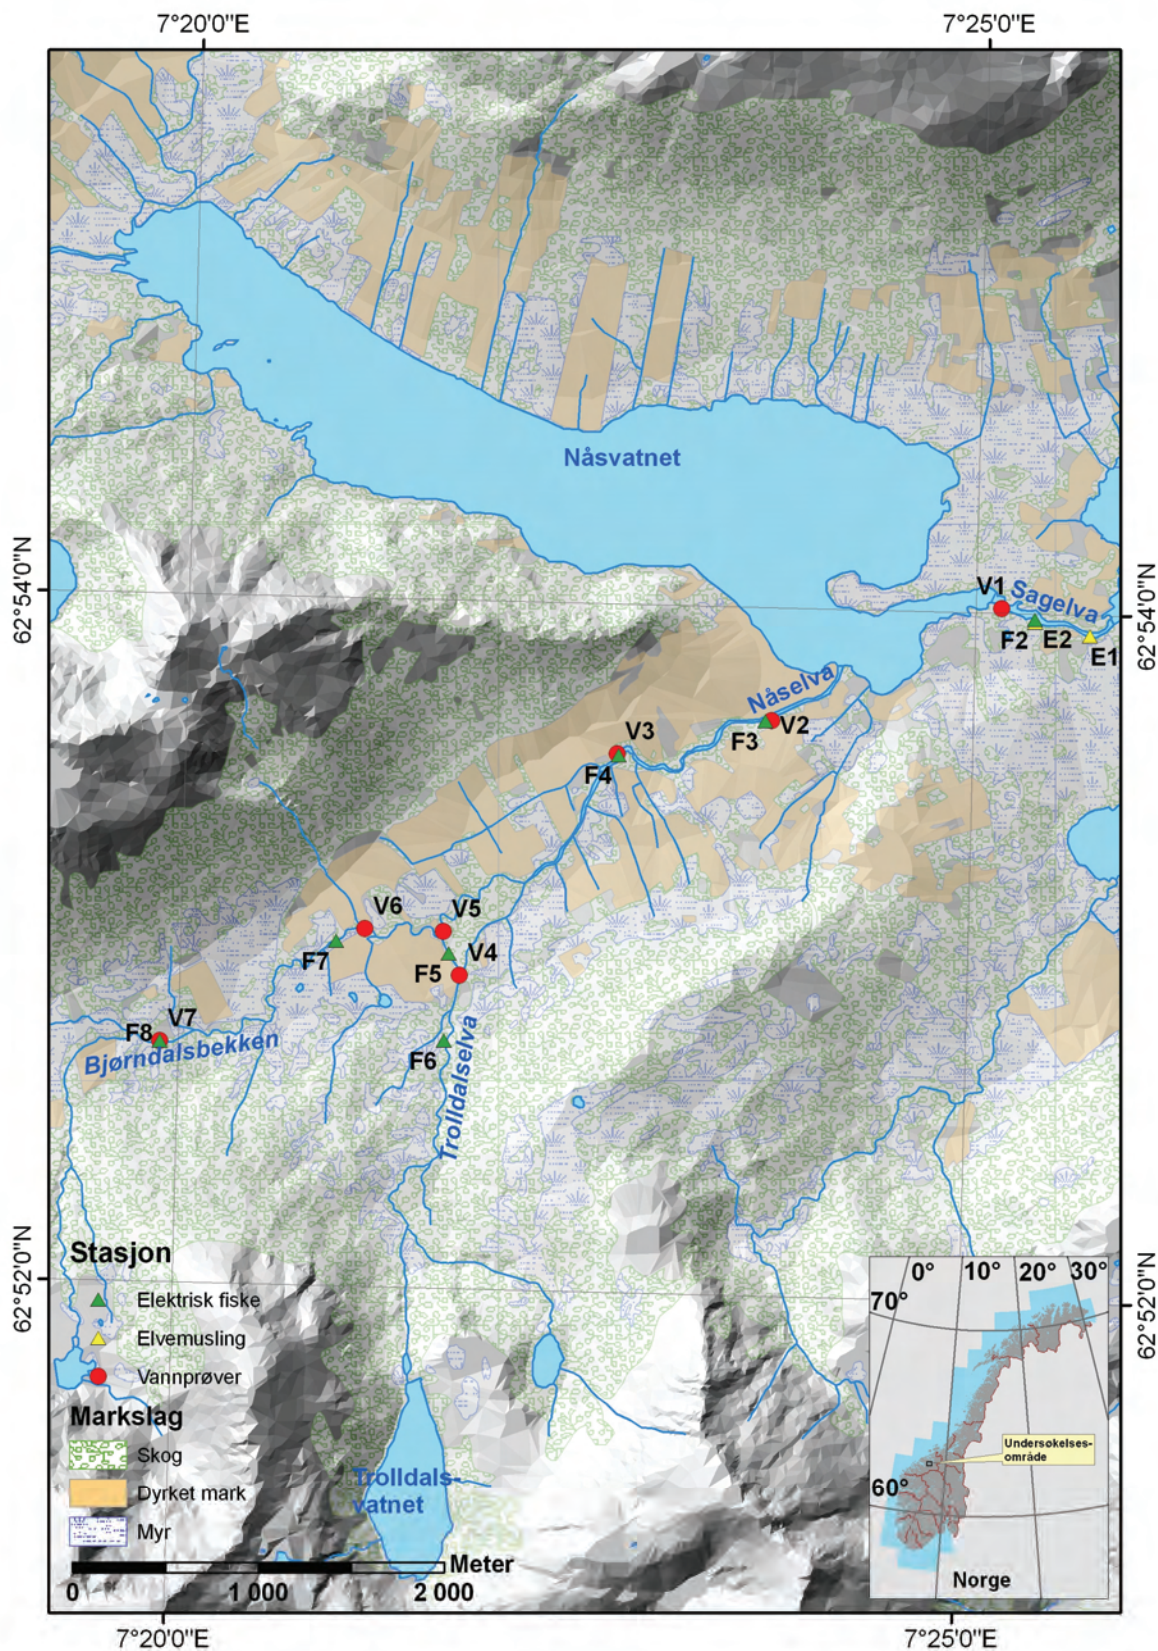 7°20'0"E
7°25'0"E
Nåsvatnet
62°54'0"N
62°54'0"N
V1
Sagelva
F2
E2
E1
Nåselva
F3
V2
V3
F4
V6
V5
F7
F5
V4
F8
V7
Bjørndalsbekken
F6
Trolldalselva
62°52'0"N
62°52'0"N
Stasjon
Elektrisk fiske
Elvemusling
Vannprøver
Markslag
Skog
Dyrket mark
Myr
Trolldals-
vatnet
Meter
0
1 000
2 000
0°
10°
20°
30°
70°
60°
Undersøkelses-
område
Norge
7°20'0"E
7°25'0"E